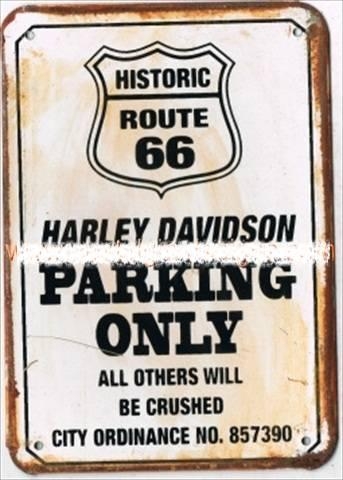 HISTORIC
ROUTE
66
HARLEY DAVIDSON
PARKING
ONLY
ALL OTHERS WILL
BE CRUSHED
CITY ORDINANCE NO. 857390